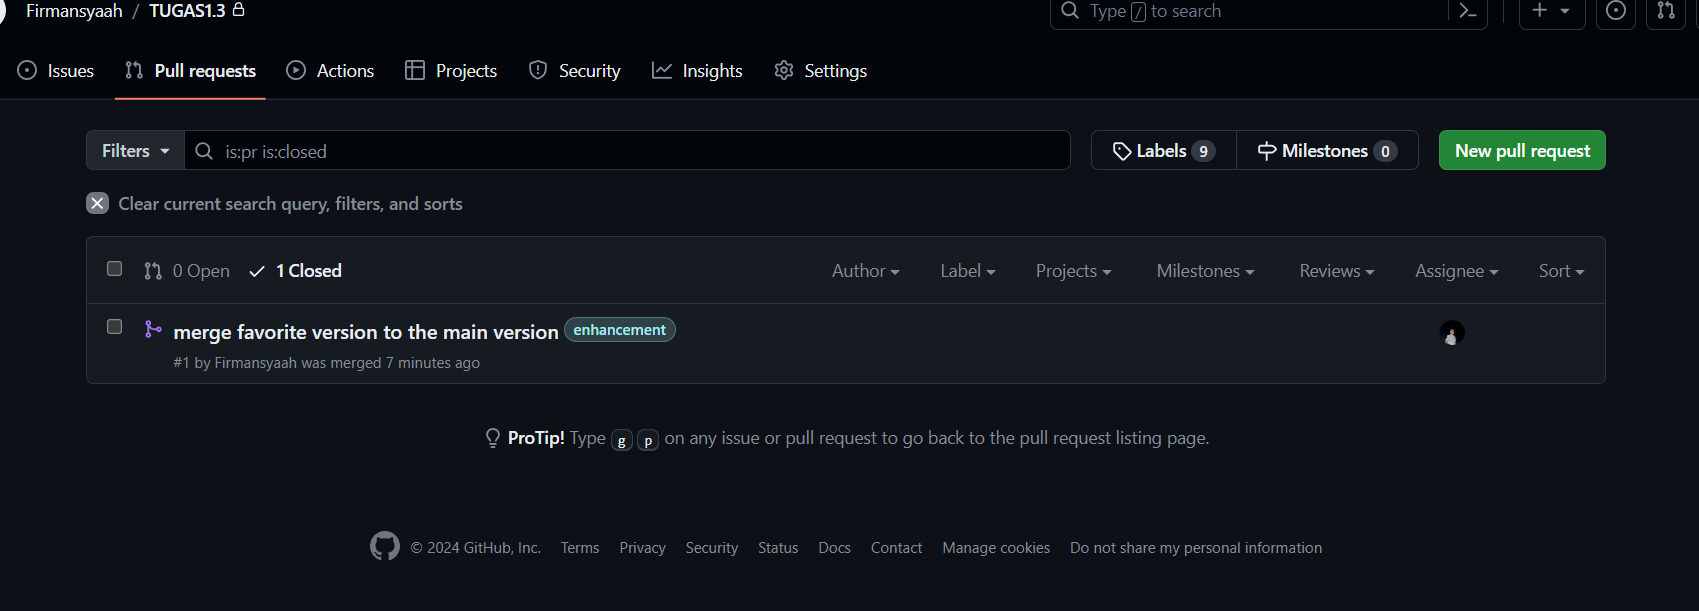 Firmansyaah / TUGAS1.3
Type / to search
Issues Pull requests Actions Projects Security Insights Settings
Filters is:pr is:closed Labels 9 Milestones 0 New pull request
Clear current search query, filters, and sorts
0 Open 1 Closed Author Label Projects Milestones Reviews Assignee Sort
merge favorite version to the main version enhancement
#1 by Firmansyaah was merged 7 minutes ago
ProTip! Type g p on any issue or pull request to go back to the pull request listing page.
© 2024 GitHub, Inc. Terms Privacy Security Status Docs Contact Manage cookies Do not share my personal information